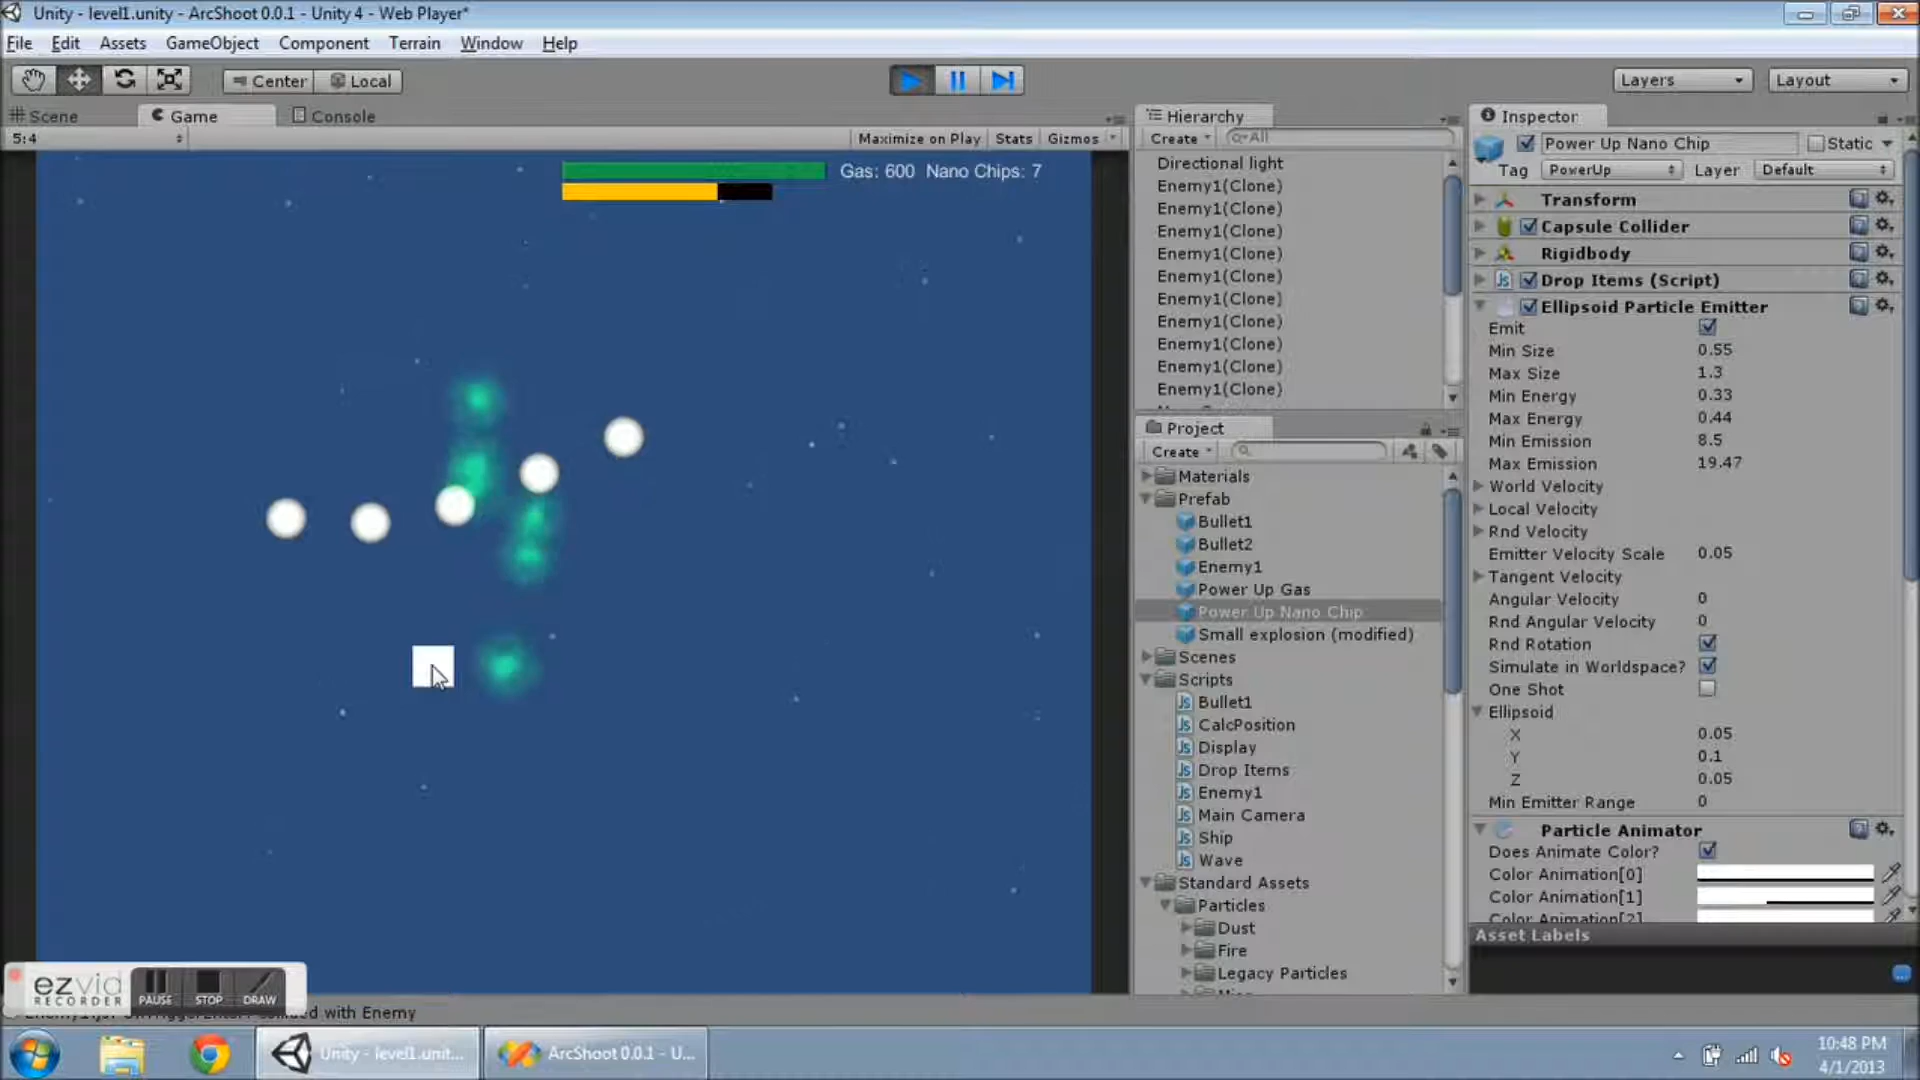 Unity - level1.unity - ArcShoot 0.0.1 - Unity 4 - Web Player*
File Edit Assets GameObject Component Terrain Window Help
Center Local
Layers Layout
Scene Game Console
5:4 Maximize on Play Stats Gizmos
Gas: 600 Nano Chips: 7
Hierarchy
Create All
Directional light
Enemy1(Clone)
Enemy1(Clone)
Enemy1(Clone)
Enemy1(Clone)
Enemy1(Clone)
Enemy1(Clone)
Enemy1(Clone)
Enemy1(Clone)
Enemy1(Clone)
Enemy1(Clone)
Project
Create
Materials
Prefab
Bullet1
Bullet2
Enemy1
Power Up Gas
Power Up Nano Chip
Small explosion (modified)
Scenes
Scripts
Bullet1
CalcPosition
Display
Drop Items
Enemy1
Main Camera
Ship
Wave
Standard Assets
Particles
Dust
Fire
Legacy Particles
Inspector
Power Up Nano Chip Static
Tag PowerUp Layer Default
Transform
Capsule Collider
Rigidbody
Drop Items (Script)
Ellipsoid Particle Emitter
Emit
Min Size 0.55
Max Size 1.3
Min Energy 0.33
Max Energy 0.44
Min Emission 8.5
Max Emission 19.47
World Velocity
Local Velocity
Rnd Velocity
Emitter Velocity Scale 0.05
Tangent Velocity
Angular Velocity 0
Rnd Angular Velocity 0
Rnd Rotation
Simulate in Worldspace?
One Shot
Ellipsoid
X 0.05
Y 0.1
Z 0.05
Min Emitter Range 0
Particle Animator
Does Animate Color?
Color Animation[0]
Color Animation[1]
Color Animation[2]
Asset Labels
ezvid
RECORDER
PAUSE STOP DRAW
with Enemy
Unity - level1.unit...
ArcShoot 0.0.1 - U...
10:48 PM
4/1/2013